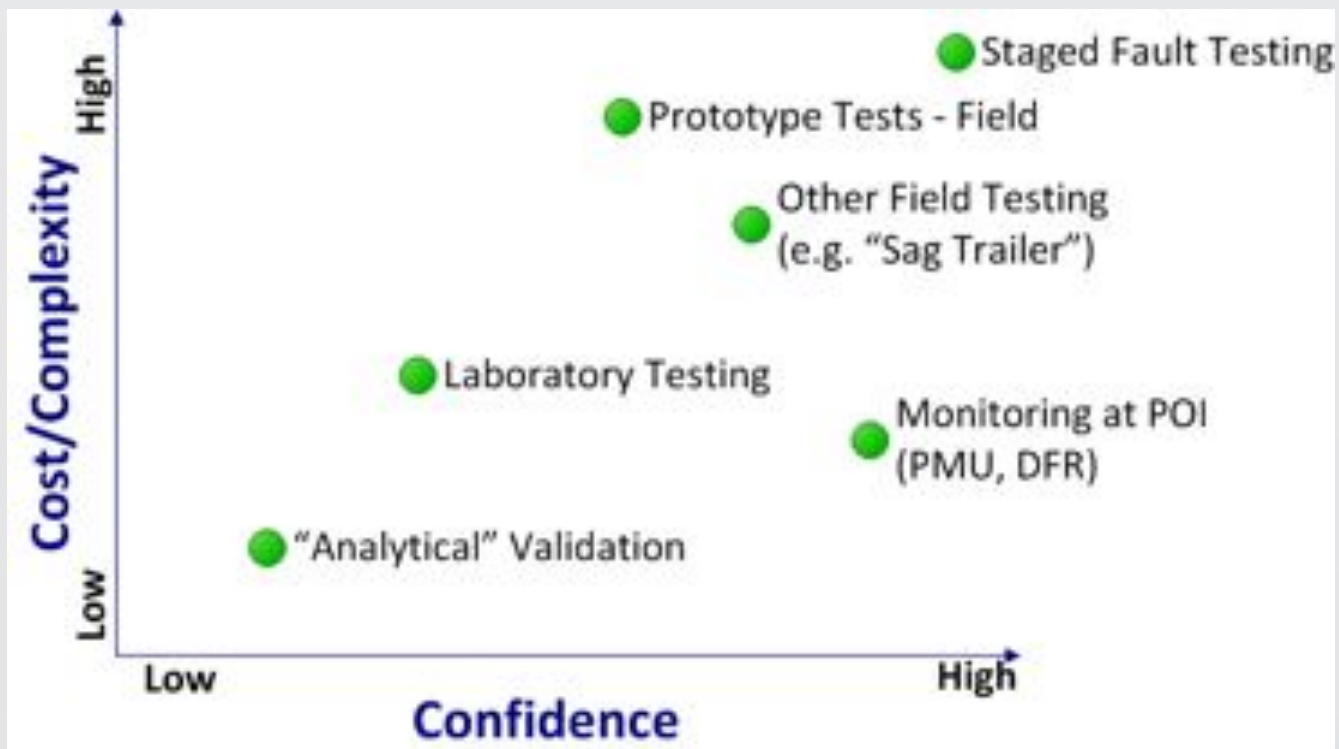 High
Cost/Complexity
Low
Staged Fault Testing
Prototype Tests - Field
Other Field Testing
(e.g. “Sag Trailer”)
Laboratory Testing
Monitoring at POI
(PMU, DFR)
“Analytical” Validation
Low
High
Confidence